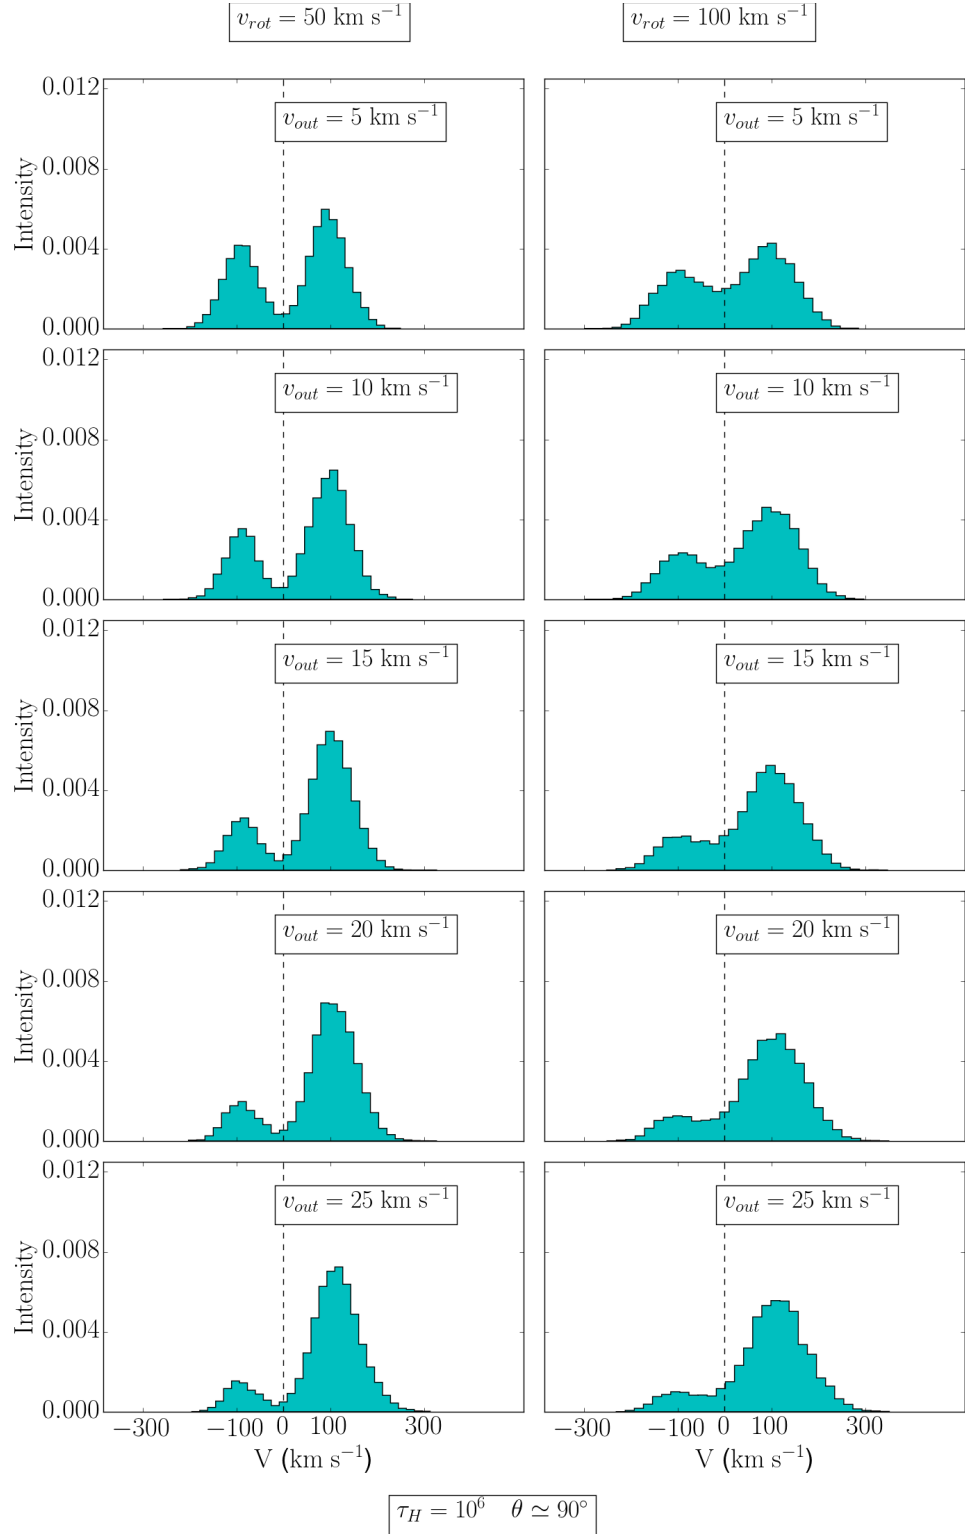 v_rot = 50 km s⁻¹ v_rot = 100 km s⁻¹
0.012
v_out = 5 km s⁻¹ v_out = 5 km s⁻¹
Intensity
0.008
0.004
0.000
0.012
v_out = 10 km s⁻¹ v_out = 10 km s⁻¹
Intensity
0.008
0.004
0.000
0.012
v_out = 15 km s⁻¹ v_out = 15 km s⁻¹
Intensity
0.008
0.004
0.000
0.012
v_out = 20 km s⁻¹ v_out = 20 km s⁻¹
Intensity
0.008
0.004
0.000
0.012
v_out = 25 km s⁻¹ v_out = 25 km s⁻¹
Intensity
0.008
0.004
0.000
−300 −100 0 100 300 −300 −100 0 100 300
V (km s⁻¹) V (km s⁻¹)
τ_H = 10⁶ θ ≃ 90°